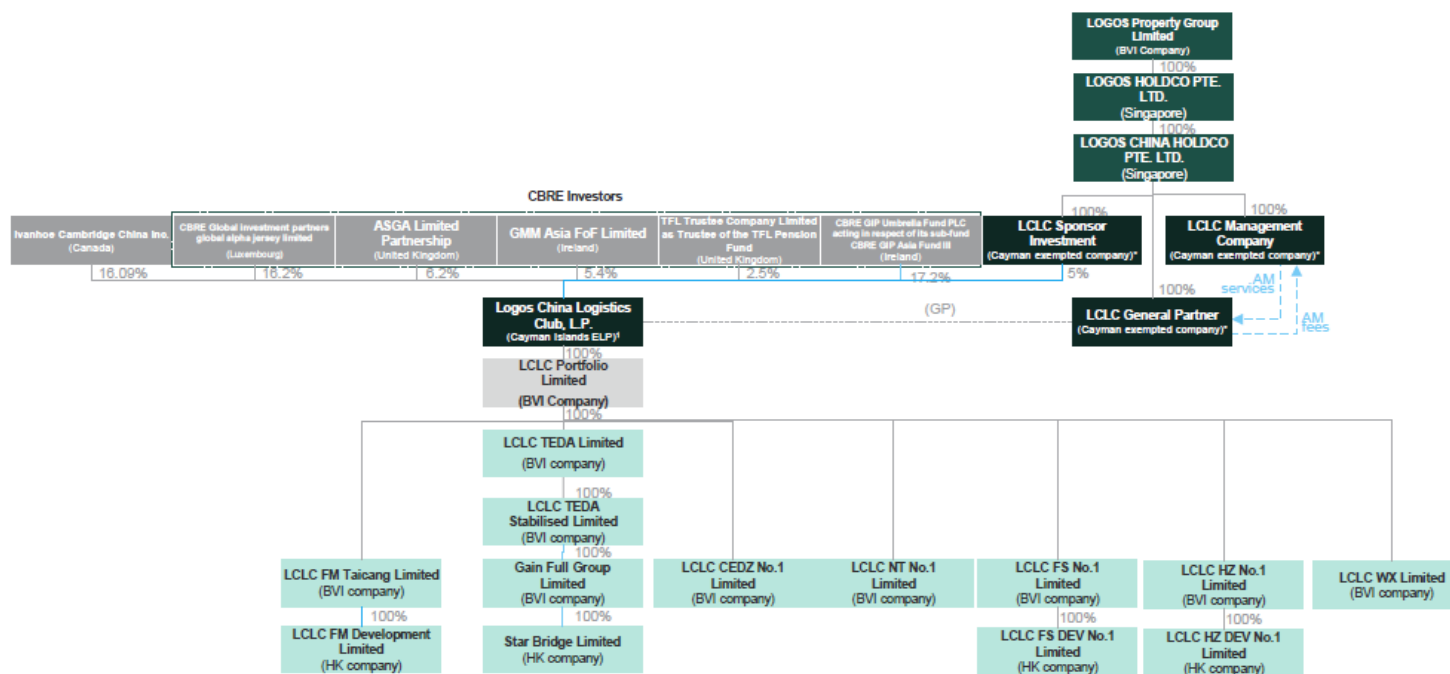 LOGOS Property Group
Limited
(BVI Company)
100%
LOGOS HOLDCO PTE.
LTD.
(Singapore)
100%
LOGOS CHINA HOLDCO
PTE. LTD.
(Singapore)
CBRE Investors
Ivanhoe Cambridge China Inc.
(Canada)
16.09%
CBRE Global investment partners
global alpha jersey limited
(Luxembourg)
16.2%
ASGA Limited
Partnership
(United Kingdom)
6.2%
GMM Asia FoF Limited
(Ireland)
5.4%
TFL Trustee Company Limited
as Trustee of the TFL Pension
Fund
(United Kingdom)
2.5%
CBRE GIP Umbrella Fund PLC
acting in respect of its sub-fund
CBRE GIP Asia Fund III
(Ireland)
17.2%
100%
LCLC Sponsor
Investment
(Cayman exempted company)*
5%
100%
LCLC Management
Company
(Cayman exempted company)*
AM
services
AM
fees
100%
LCLC General Partner
(Cayman exempted company)*
(GP)
Logos China Logistics
Club, L.P.
(Cayman Islands ELP)¹
100%
LCLC Portfolio
Limited
(BVI Company)
100%
LCLC TEDA Limited
(BVI company)
100%
LCLC TEDA
Stabilised Limited
(BVI company)
100%
LCLC FM Taicang Limited
(BVI company)
100%
LCLC FM Development
Limited
(HK company)
Gain Full Group
Limited
(BVI company)
100%
Star Bridge Limited
(HK company)
LCLC CEDZ No.1
Limited
(BVI company)
LCLC NT No.1
Limited
(BVI company)
LCLC FS No.1
Limited
(BVI company)
100%
LCLC FS DEV No.1
Limited
(HK company)
LCLC HZ No.1
Limited
(BVI company)
100%
LCLC HZ DEV No.1
Limited
(HK company)
LCLC WX Limited
(BVI company)